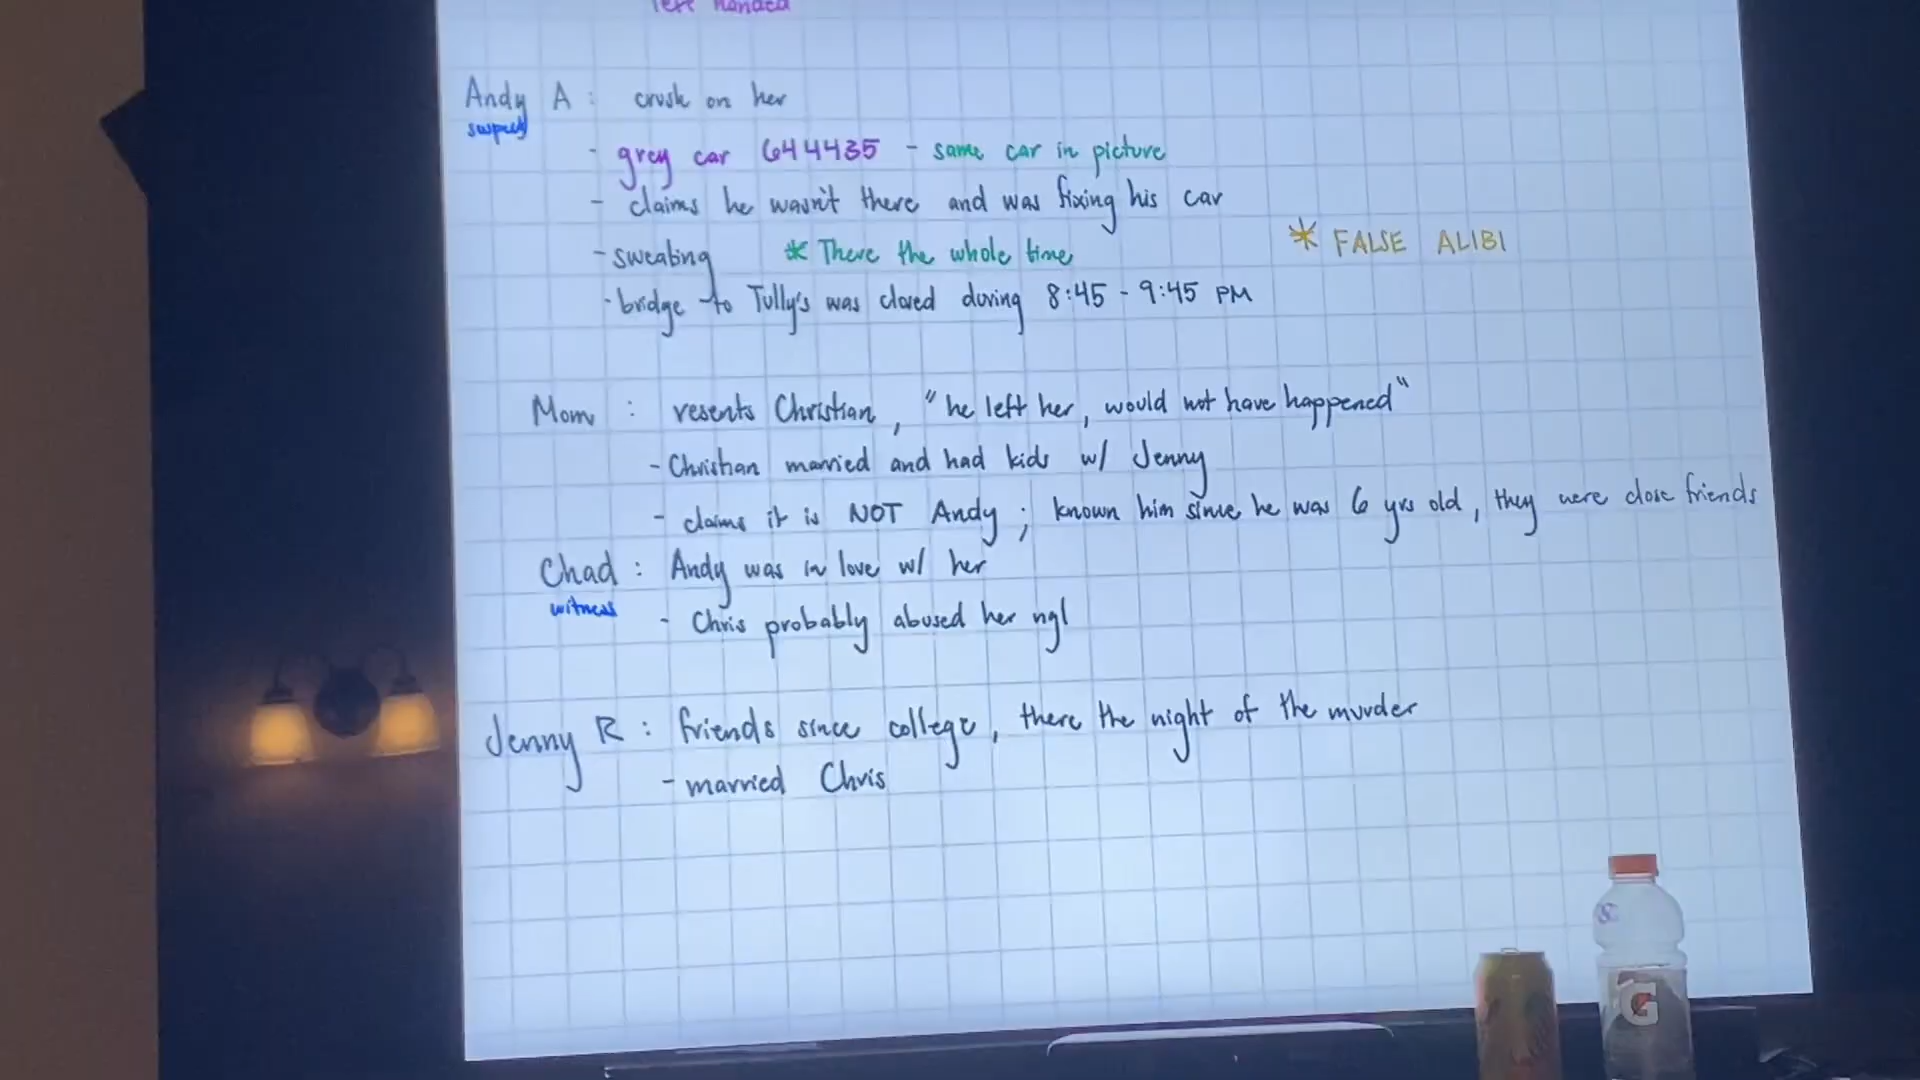 left handed
Andy A : crush on her
suspect
- grey car 644435 - same car in picture
- claims he wasn't there and was fixing his car
- sweating * There the whole time * FALSE ALIBI
- bridge to Tully's was closed during 8:45 - 9:45 PM
Mom : resents Christian, "he left her, would not have happened"
- Christian married and had kids w/ Jenny
- claims it is NOT Andy ; known him since he was 6 yrs old, they were close friends
Chad : Andy was in love w/ her
witness
- Chris probably abused her ngl
Jenny R : friends since college, there the night of the murder
- married Chris
G